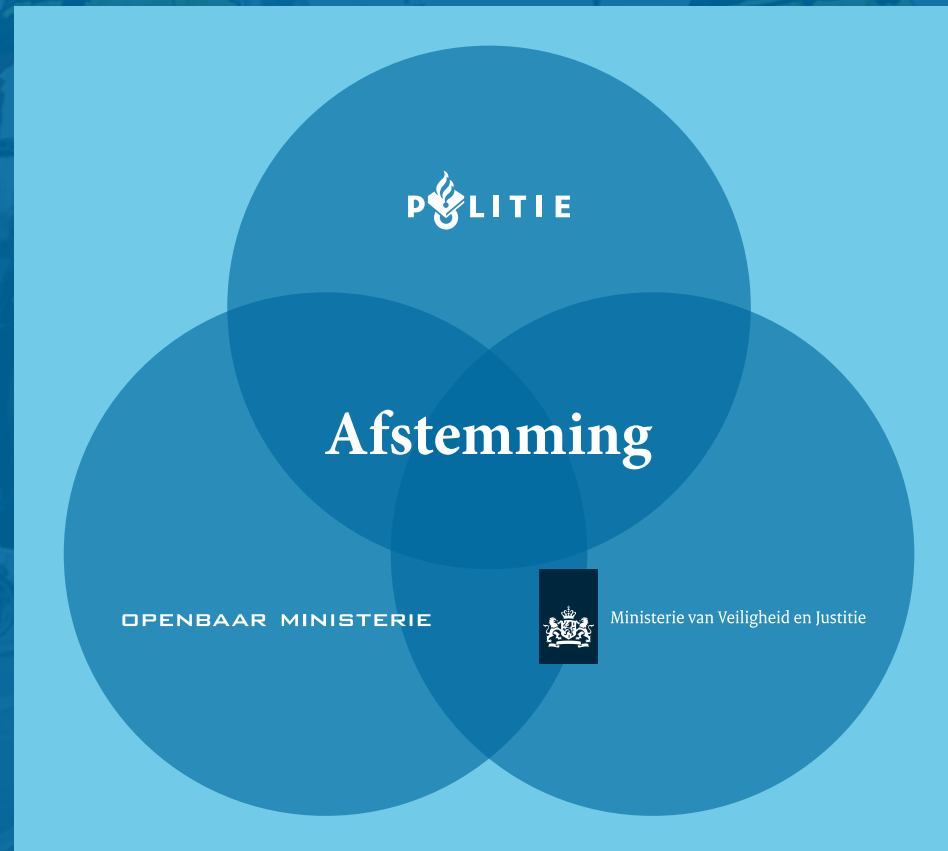 POLITIE
Afstemming
OPENBAAR MINISTERIE
Ministerie van Veiligheid en Justitie